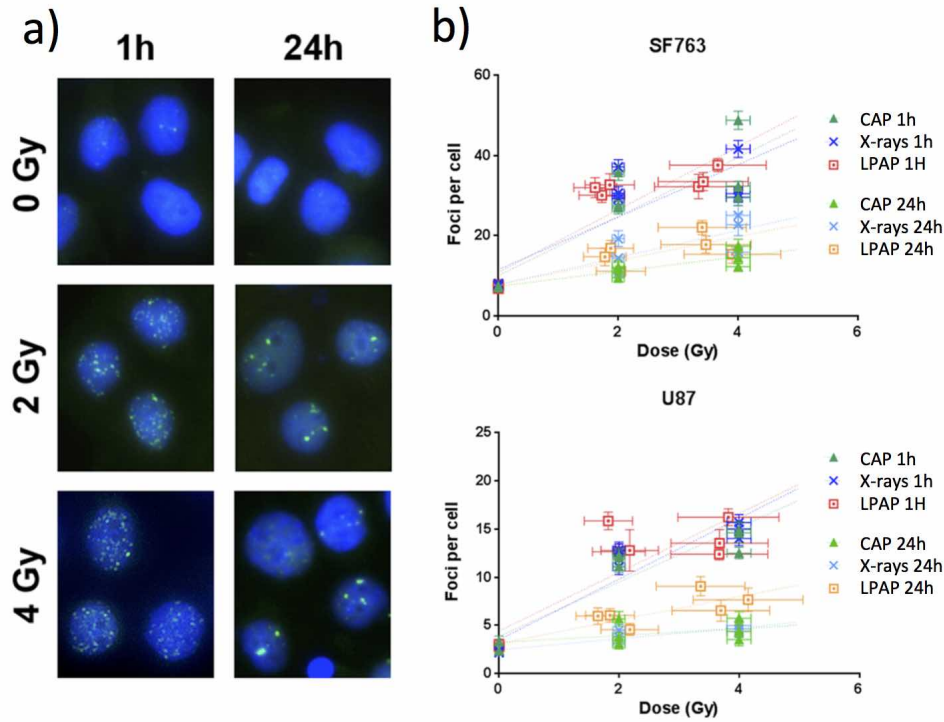 a)
1h 24h
0 Gy
2 Gy
4 Gy
b)
SF763
60
40
20
0
0 2 4 6
Foci per cell
Dose (Gy)
CAP 1h
X-rays 1h
LPAP 1H
CAP 24h
X-rays 24h
LPAP 24h
U87
25
20
15
10
5
0
0 2 4 6
Foci per cell
Dose (Gy)
CAP 1h
X-rays 1h
LPAP 1H
CAP 24h
X-rays 24h
LPAP 24h